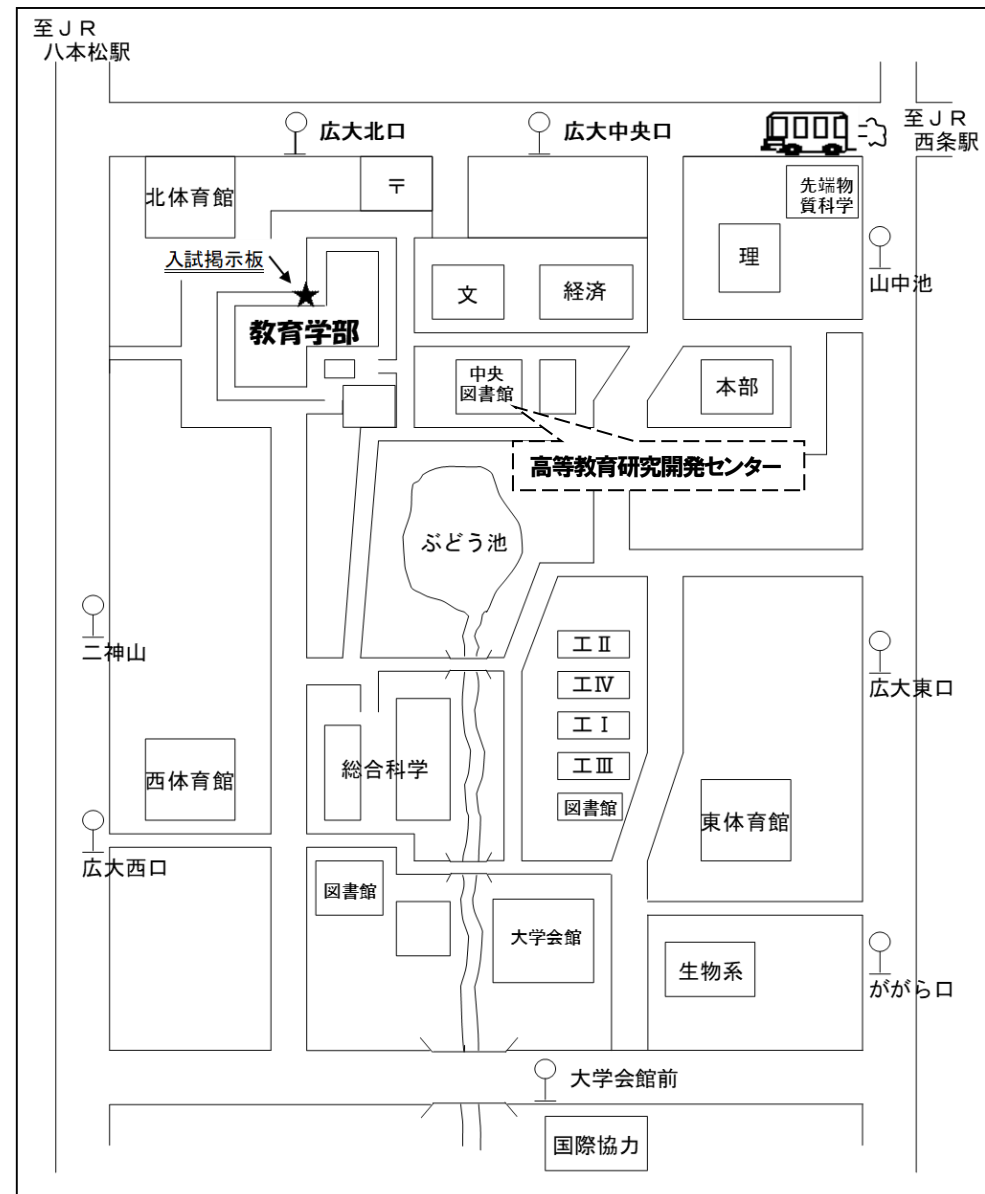 至ＪＲ
八本松駅
広大北口
広大中央口
至ＪＲ
西条駅
北体育館
〒
先端物
質科学
理
山中池
入試掲示板
★
文
経済
教育学部
中央
図書館
本部
高等教育研究開発センター
ぶどう池
二神山
工Ⅱ
広大東口
工Ⅳ
工Ⅰ
総合科学
工Ⅲ
西体育館
図書館
東体育館
広大西口
図書館
大学会館
生物系
ががら口
大学会館前
国際協力